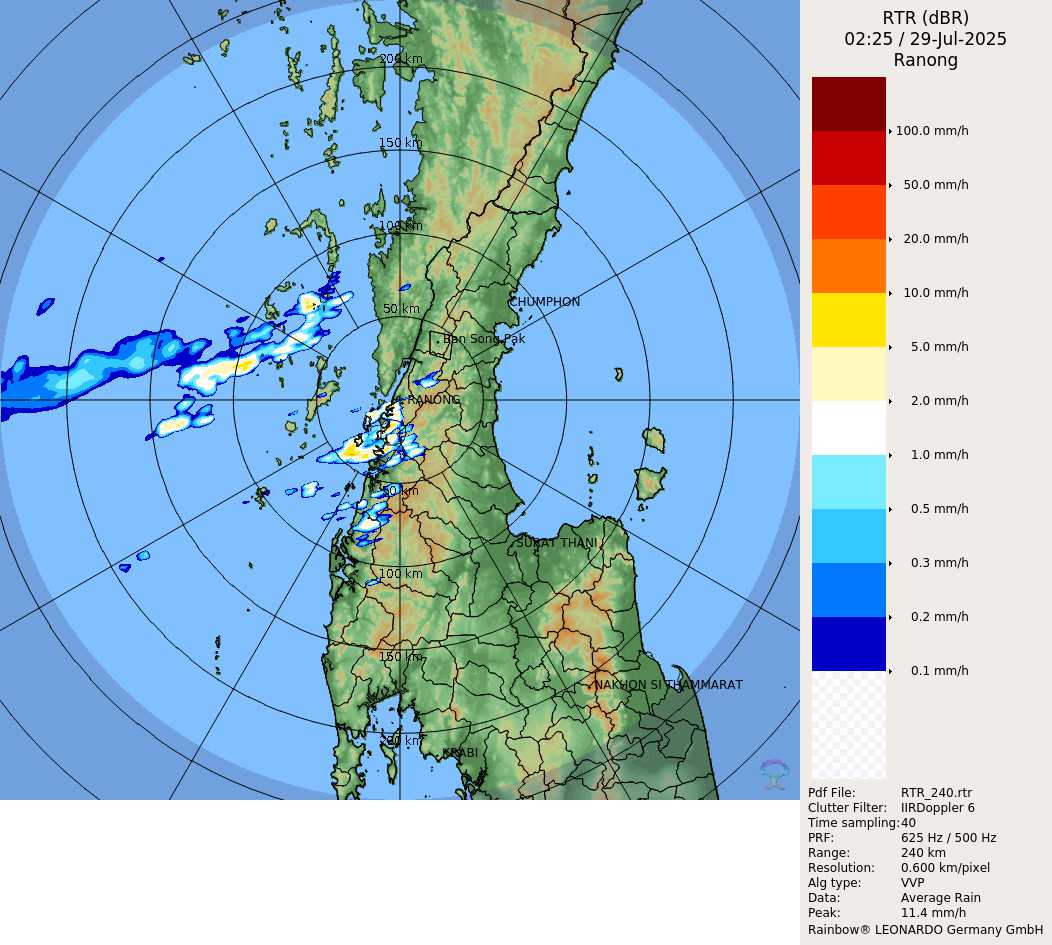 RTR (dBR)
02:25 / 29-Jul-2025
Ranong
200 km
150 km
100 km
50 km
CHUMPHON
Ban Song Pak
RANONG
50 km
SURAT THANI
100 km
150 km
NAKHON SI THAMMARAT
200 km
KRABI
100.0 mm/h
50.0 mm/h
20.0 mm/h
10.0 mm/h
5.0 mm/h
2.0 mm/h
1.0 mm/h
0.5 mm/h
0.3 mm/h
0.2 mm/h
0.1 mm/h
Pdf File: RTR_240.rtr
Clutter Filter: IIRDoppler 6
Time sampling:40
PRF: 625 Hz / 500 Hz
Range: 240 km
Resolution: 0.600 km/pixel
Alg type: VVP
Data: Average Rain
Peak: 11.4 mm/h
Rainbow® LEONARDO Germany GmbH